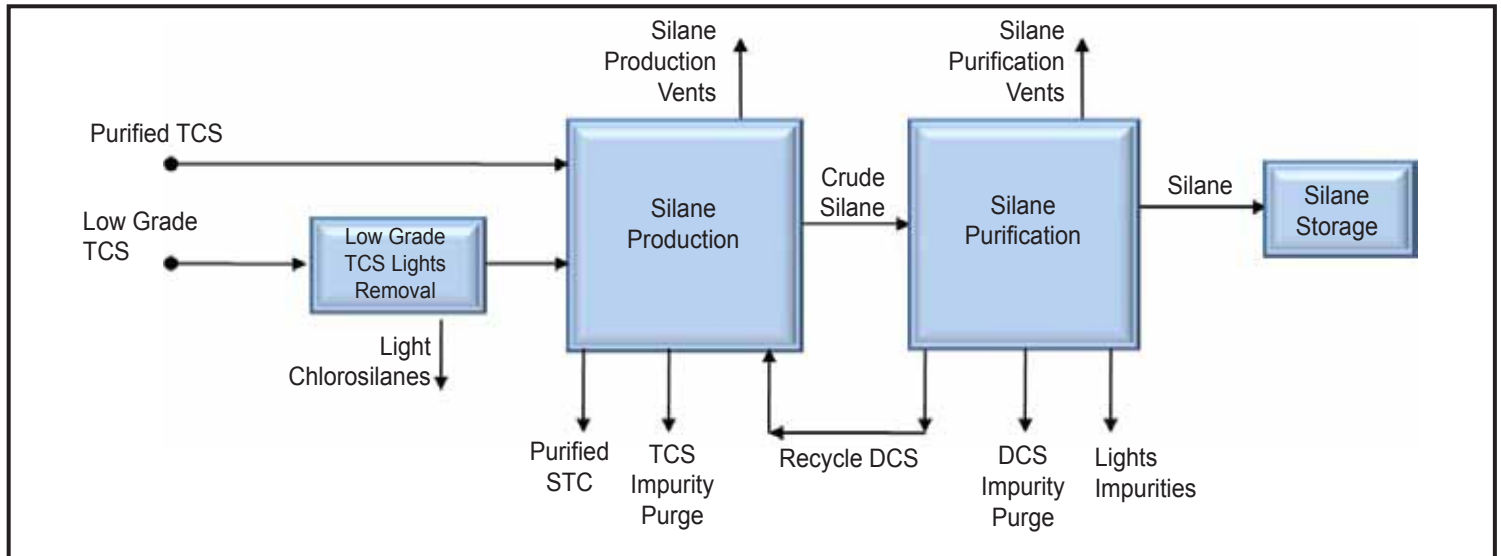 Silane
Production
Vents
Silane
Purification
Vents
Purified TCS
Low Grade
TCS
Low Grade
TCS Lights
Removal
Light
Chlorosilanes
Silane
Production
Crude
Silane
Silane
Purification
Silane
Silane
Storage
Purified
STC
TCS
Impurity
Purge
Recycle DCS
DCS
Impurity
Purge
Lights
Impurities